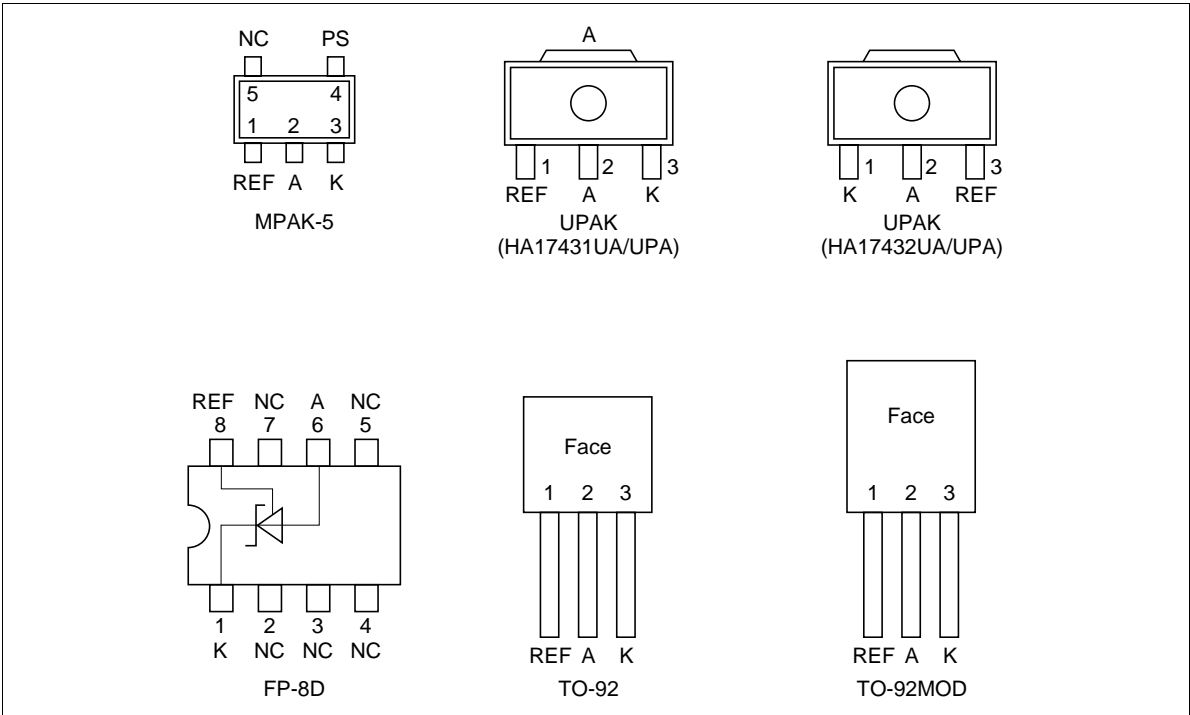 NC PS
5 4
1 2 3
REF A K
MPAK-5
A
1 2 3
REF A K
UPAK
(HA17431UA/UPA)
1 2 3
K A REF
UPAK
(HA17432UA/UPA)
REF NC A NC
8 7 6 5
1 2 3 4
K NC NC NC
FP-8D
Face
1 2 3
REF A K
TO-92
Face
1 2 3
REF A K
TO-92MOD